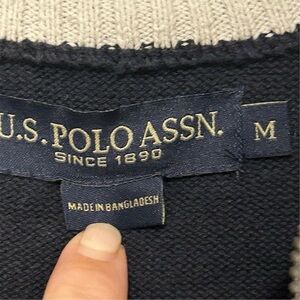 U.S. POLO ASSN.
SINCE 1890
M
MADE IN BANGLADESH